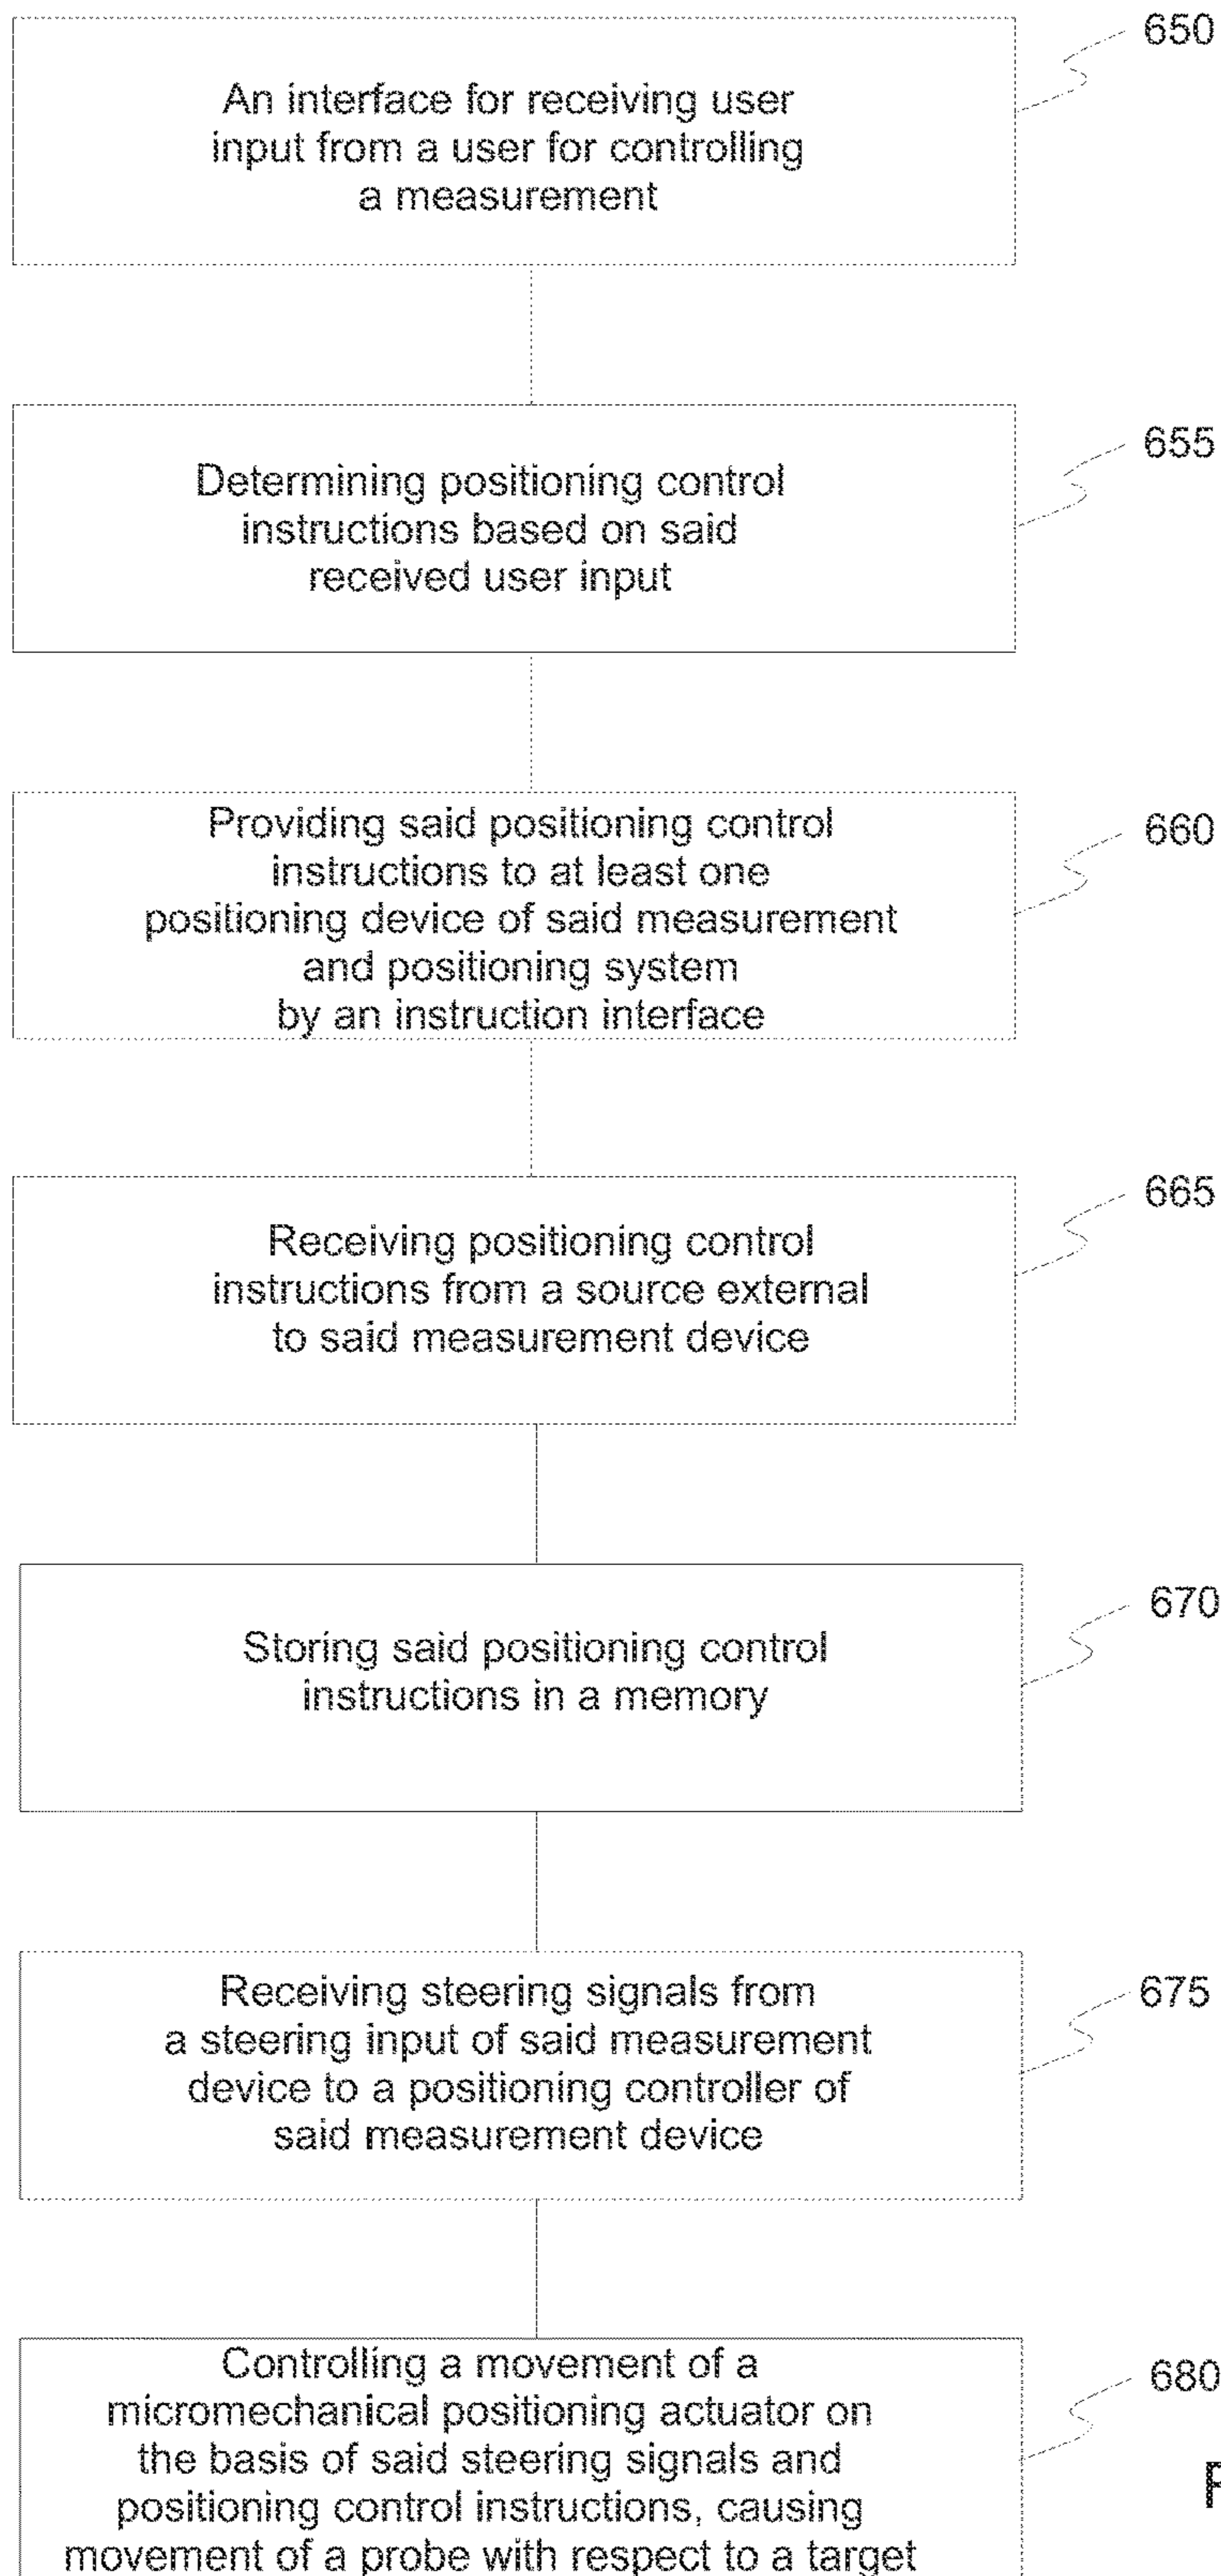 650
An interface for receiving user
input from a user for controlling
a measurement
655
Determining positioning control
instructions based on said
received user input
660
Providing said positioning control
instructions to at least one
positioning device of said measurement
and positioning system
by an instruction interface
665
Receiving positioning control
instructions from a source external
to said measurement device
670
Storing said positioning control
instructions in a memory
675
Receiving steering signals from
a steering input of said measurement
device to a positioning controller of
said measurement device
680
Controlling a movement of a
micromechanical positioning actuator on
the basis of said steering signals and
positioning control instructions, causing
movement of a probe with respect to a target